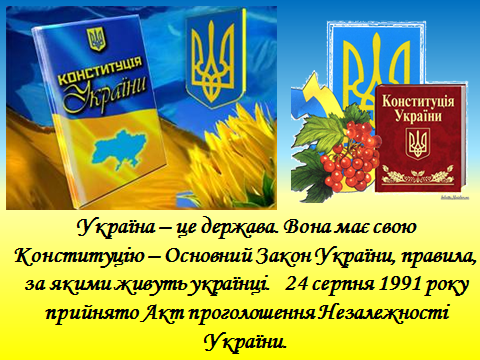 КОНСТИТУЦІЯ
України
Конституція
України
Україна – це держава. Вона має свою
Конституцію – Основний Закон України, правила,
за якими живуть українці. 24 серпня 1991 року
прийнято Акт проголошення Незалежності
України.